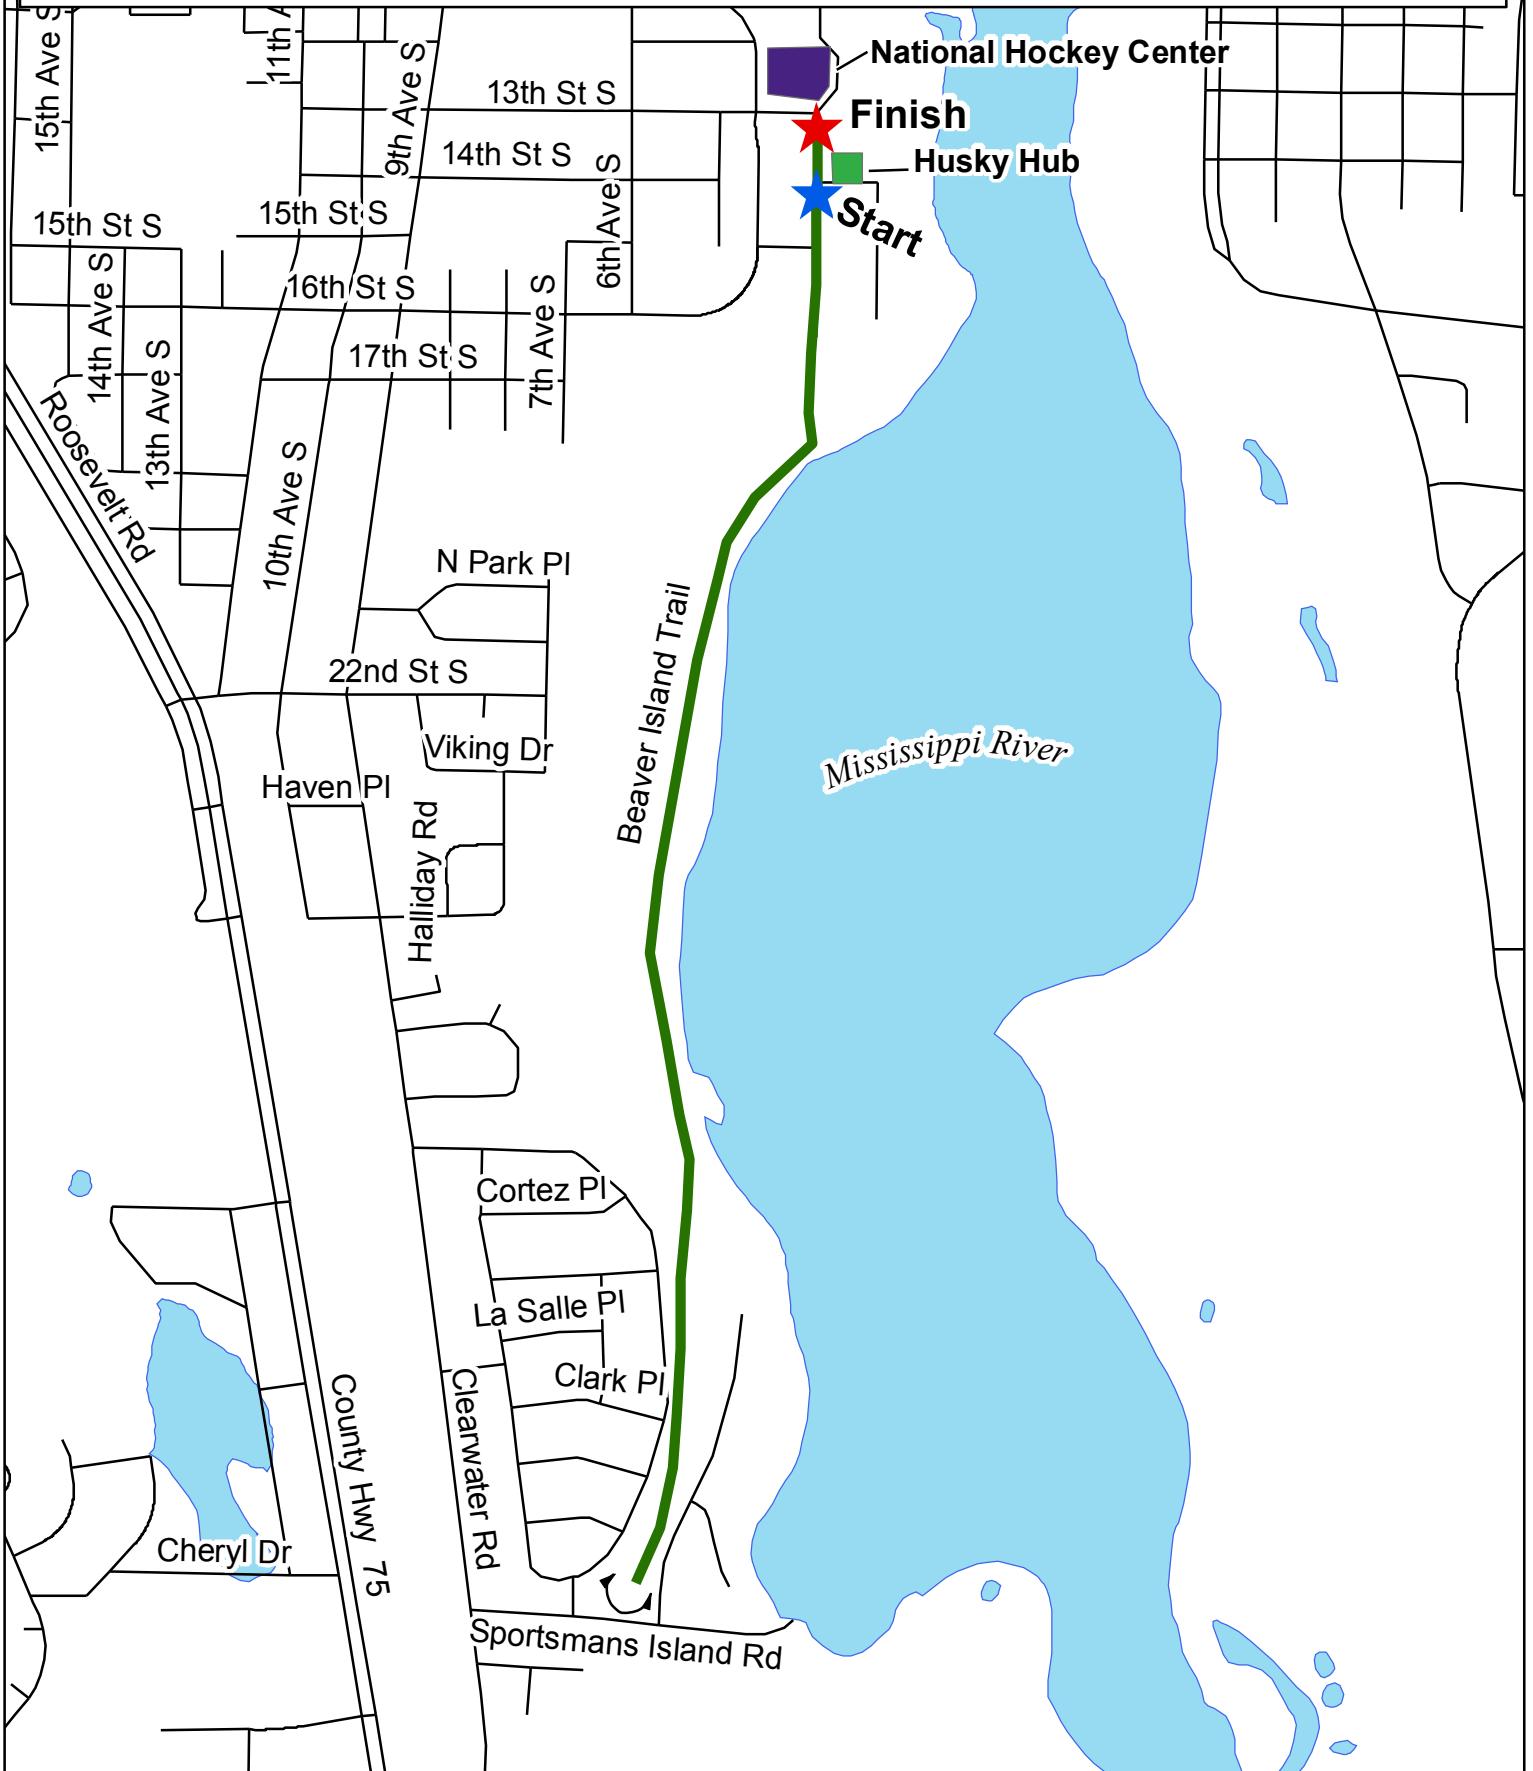 15th Ave S
11th A
9th Ave S
National Hockey Center
13th St S
Finish
14th St S
Husky Hub
6th Ave S
15th St S
15th St S
Start
14th Ave S
16th St S
7th Ave S
13th Ave S
17th St S
Roosevelt Rd
10th Ave S
N Park Pl
Beaver Island Trail
22nd St S
Viking Dr
Mississippi River
Haven Pl
Halliday Rd
Cortez Pl
La Salle Pl
Clark Pl
County Hwy 75
Clearwater Rd
Cheryl Dr
Sportsmans Island Rd